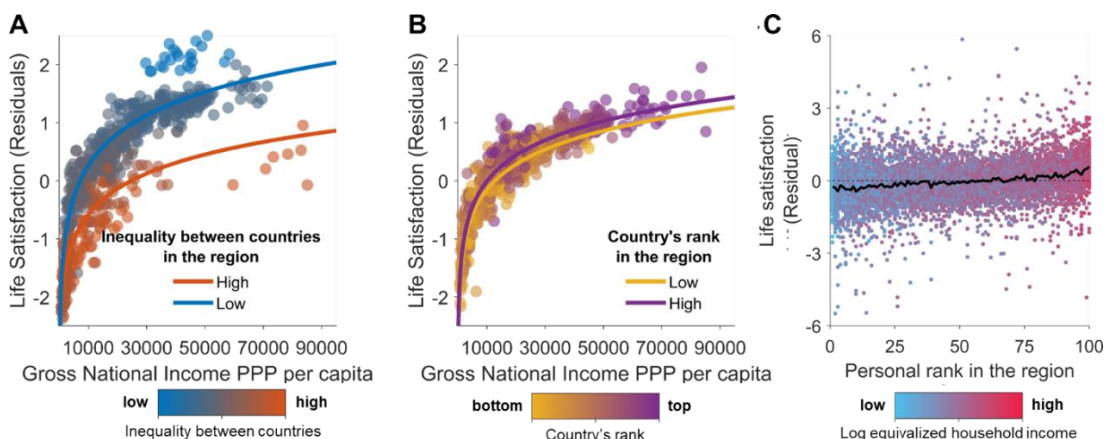 A
Life Satisfaction (Residuals)
2
1
0
-1
-2
Inequality between countries
in the region
High
Low
10000 30000 50000 70000 90000
Gross National Income PPP per capita
low high
Inequality between countries
B
Life Satisfaction (Residuals)
2
1
0
-1
-2
Country's rank
in the region
Low
High
10000 30000 50000 70000 90000
Gross National Income PPP per capita
bottom top
Country's rank
C
Life satisfaction
(Residual)
6
3
0
-3
-6
0 25 50 75 100
Personal rank in the region
low high
Log equivalized household income